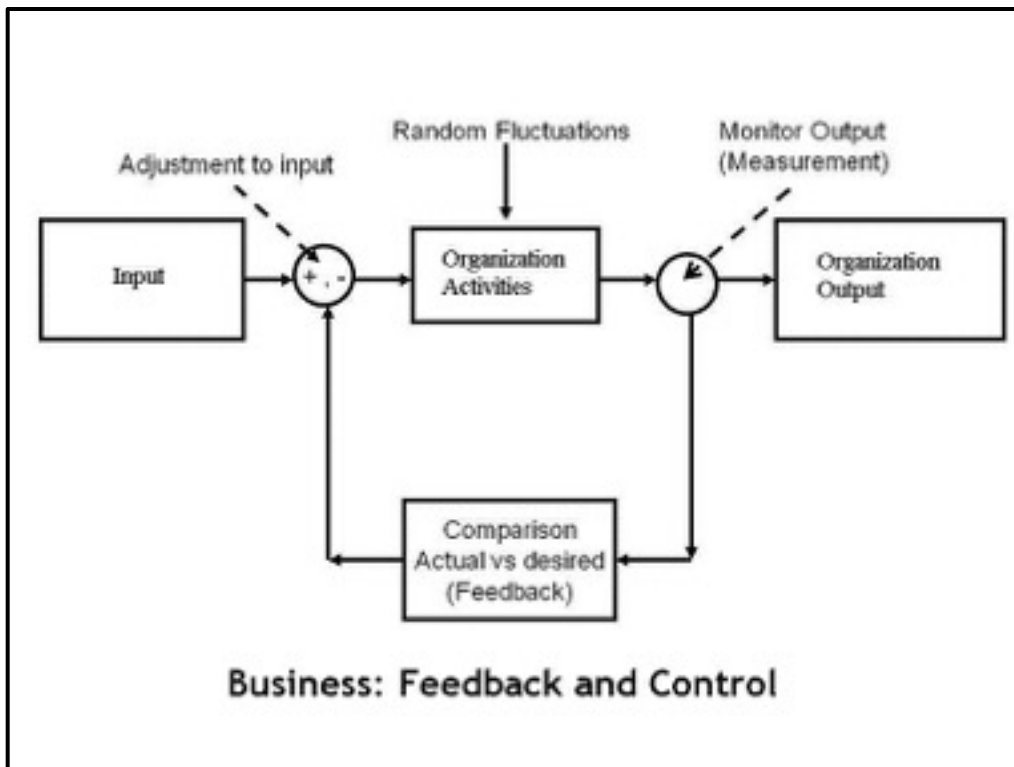 Random Fluctuations
Monitor Output
(Measurement)
Adjustment to input
Input
+ , -
Organization
Activities
Organization
Output
Comparison
Actual vs desired
(Feedback)
Business: Feedback and Control